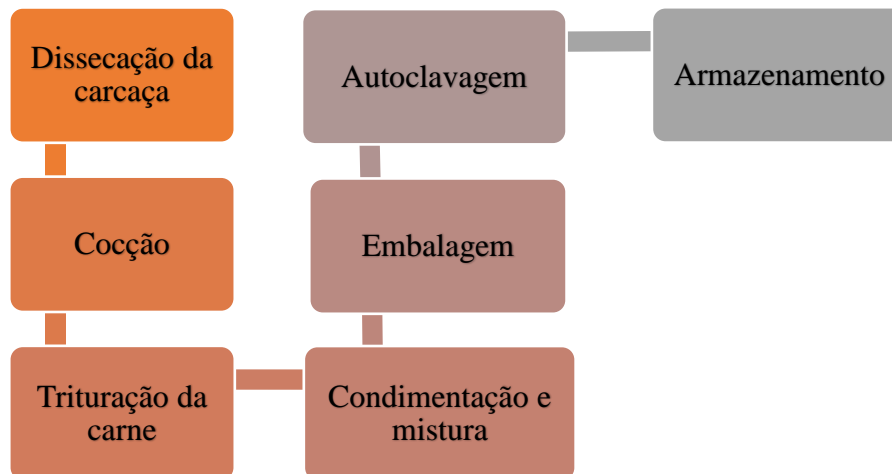 Dissecação da
carcaça
Cocção
Trituração da
carne
Condimentação e
mistura
Embalagem
Autoclavagem
Armazenamento